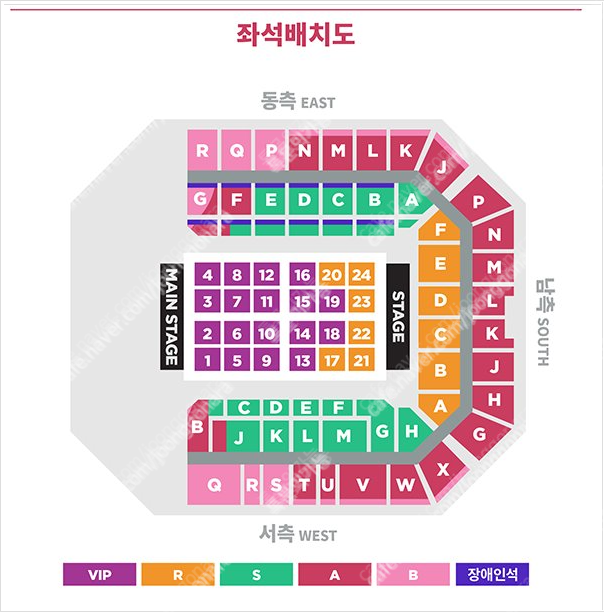 좌석배치도
동측 EAST
R Q P N M L K J
G F E D C B A
P N M L K J H G
F E D C B A
MAIN STAGE
4 8 12 16 20 24
3 7 11 15 19 23
2 6 10 14 18 22
1 5 9 13 17 21
STAGE
남측 SOUTH
B C D E F
J K L M G H
Q R S T U V W X
서측 WEST
VIP R S A B 장애인석